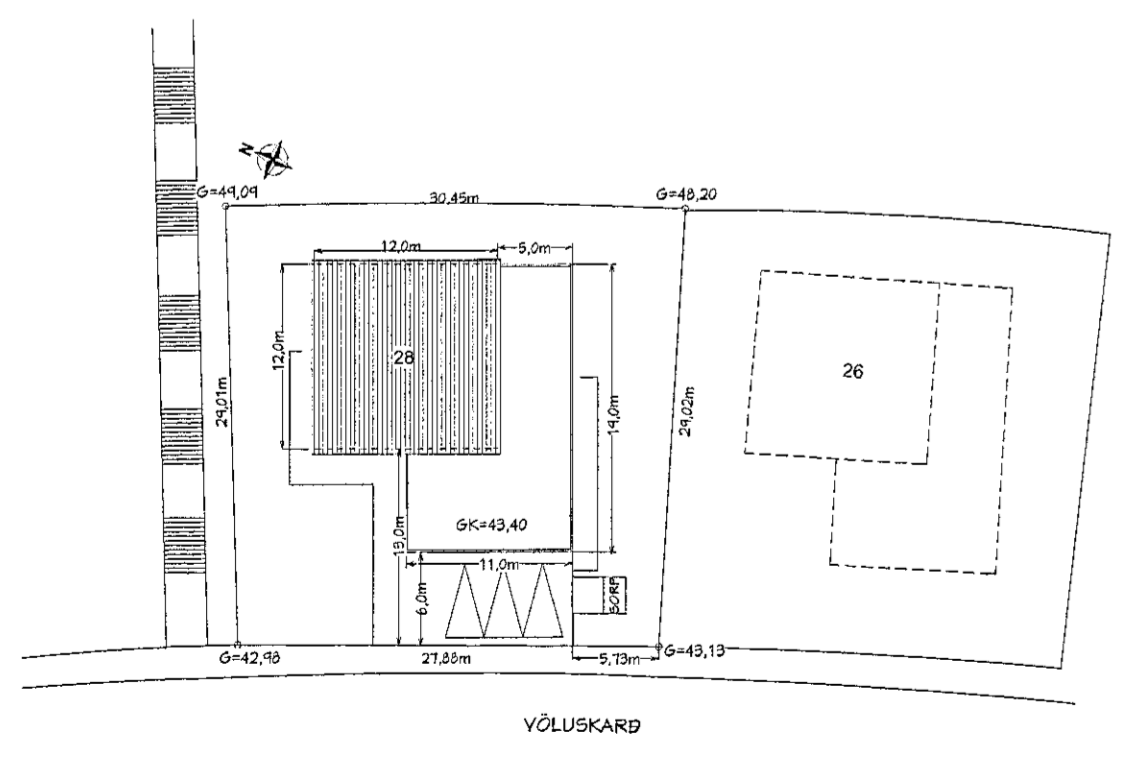 N
G=49,09
30,45m
G=48,20
12,0m
5,0m
12,0m
28
26
29,01m
19,0m
29,02m
GK=43,40
13,0m
11,0m
6,0m
SORP
G=42,98
27,88m
5,73m
G=43,13
VÖLUSKARÐ